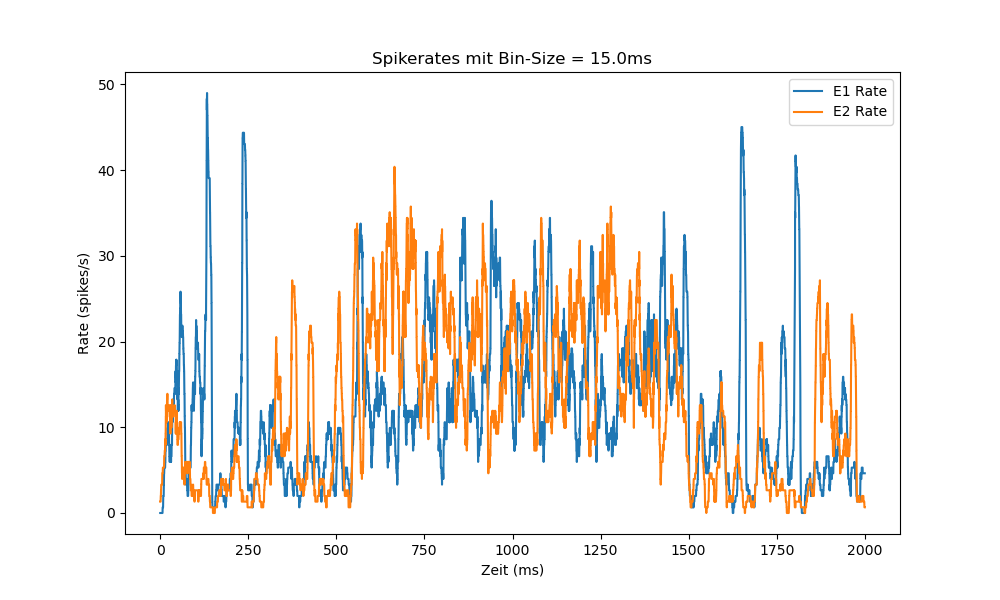 Spikerates mit Bin-Size = 15.0ms
E1 Rate
E2 Rate
Rate (spikes/s)
50
40
30
20
10
0
0 250 500 750 1000 1250 1500 1750 2000
Zeit (ms)